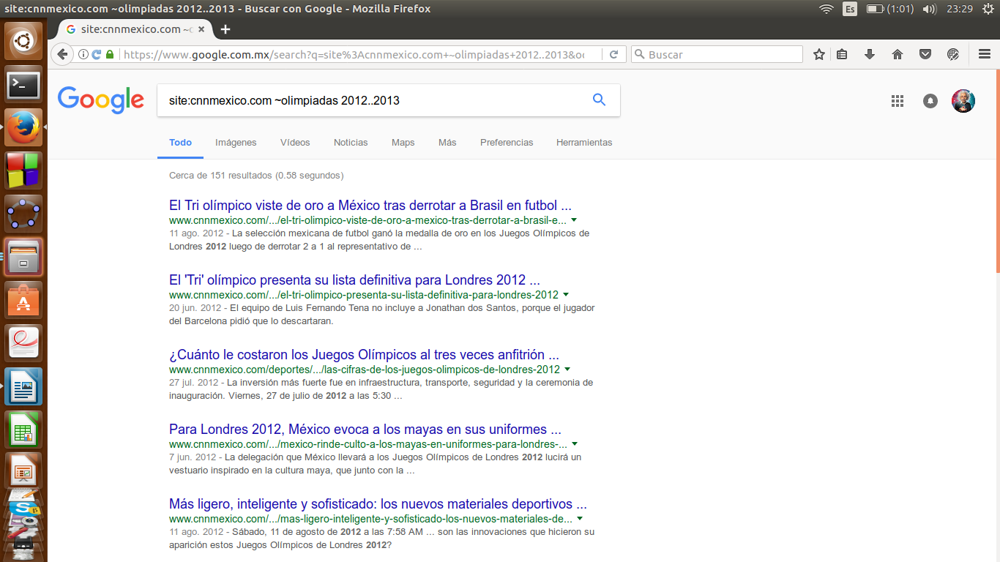 site:cnnmexico.com ~olimpiadas 2012..2013 - Buscar con Google - Mozilla Firefox
Es
(1:01)
23:29
site:cnnmexico.com ~o
https://www.google.com.mx/search?q=site%3Acnnmexico.com+~olimpiadas+2012..2013&oq
Buscar
Google
site:cnnmexico.com ~olimpiadas 2012..2013
Todo Imágenes Vídeos Noticias Maps Más Preferencias Herramientas
Cerca de 151 resultados (0.58 segundos)
El Tri olímpico viste de oro a México tras derrotar a Brasil en futbol ...
www.cnnmexico.com/.../el-tri-olimpico-viste-de-oro-a-mexico-tras-derrotar-a-brasil-e...
11 ago. 2012 - La selección mexicana de futbol ganó la medalla de oro en los Juegos Olímpicos de
Londres 2012 luego de derrotar 2 a 1 al representativo de ...
El 'Tri' olímpico presenta su lista definitiva para Londres 2012 ...
www.cnnmexico.com/.../el-tri-olimpico-presenta-su-lista-definitiva-para-londres-2012
20 jun. 2012 - El equipo de Luis Fernando Tena no incluye a Jonathan dos Santos, porque el jugador
del Barcelona pidió que lo descartaran.
¿Cuánto le costaron los Juegos Olímpicos al tres veces anfitrión ...
www.cnnmexico.com/deportes/.../las-cifras-de-los-juegos-olimpicos-de-londres-2012
27 jul. 2012 - La inversión más fuerte fue en infraestructura, transporte, seguridad y la ceremonia de
inauguración. Viernes, 27 de julio de 2012 a las 5:30 ...
Para Londres 2012, México evoca a los mayas en sus uniformes ...
www.cnnmexico.com/.../mexico-rinde-culto-a-los-mayas-en-uniformes-para-londres-...
7 jun. 2012 - La delegación que México llevará a los Juegos Olímpicos de Londres 2012 lucirá un
vestuario inspirado en la cultura maya, que junto con la ...
Más ligero, inteligente y sofisticado: los nuevos materiales deportivos ...
www.cnnmexico.com/.../mas-ligero-inteligente-y-sofisticado-los-nuevos-materiales-de...
11 ago. 2012 - Sábado, 11 de agosto de 2012 a las 7:58 AM ... son las innovaciones que hicieron su
aparición estos Juegos Olímpicos de Londres 2012?